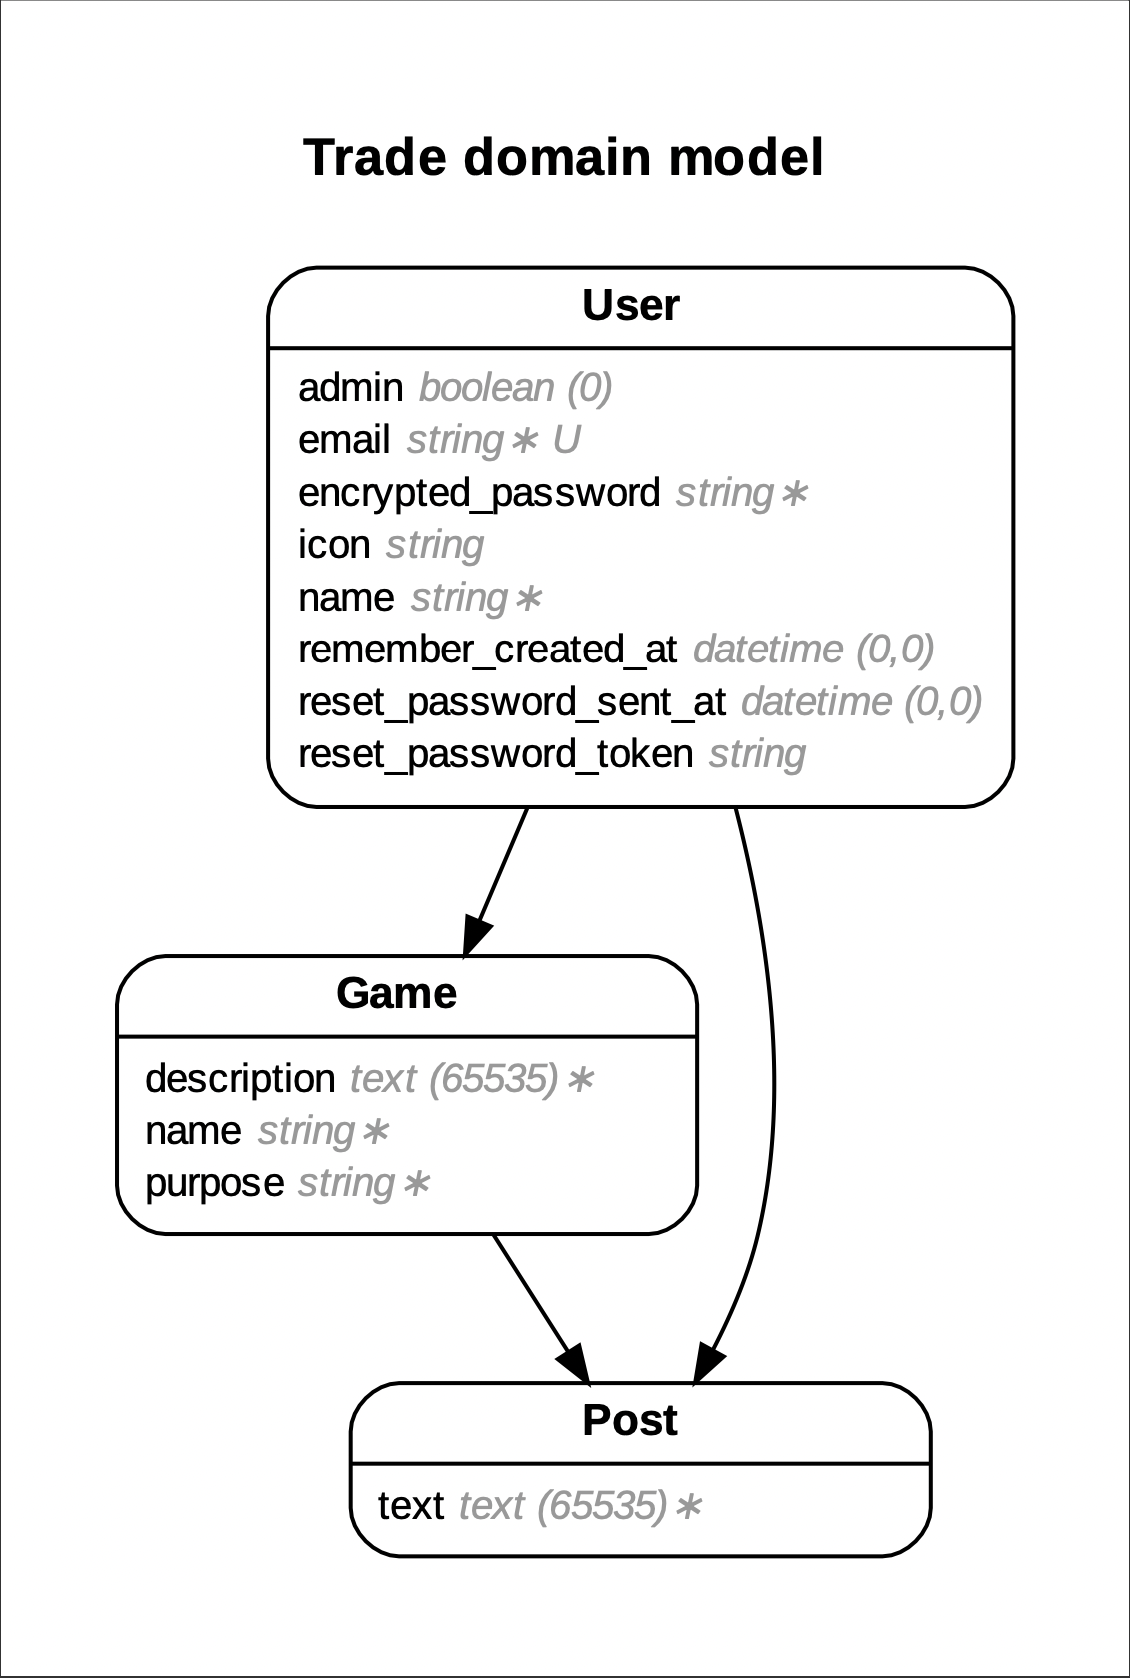 Trade domain model
User
admin boolean (0)
email string∗ U
encrypted_password string∗
icon string
name string∗
remember_created_at datetime (0,0)
reset_password_sent_at datetime (0,0)
reset_password_token string
Game
description text (65535)∗
name string∗
purpose string∗
Post
text text (65535)∗